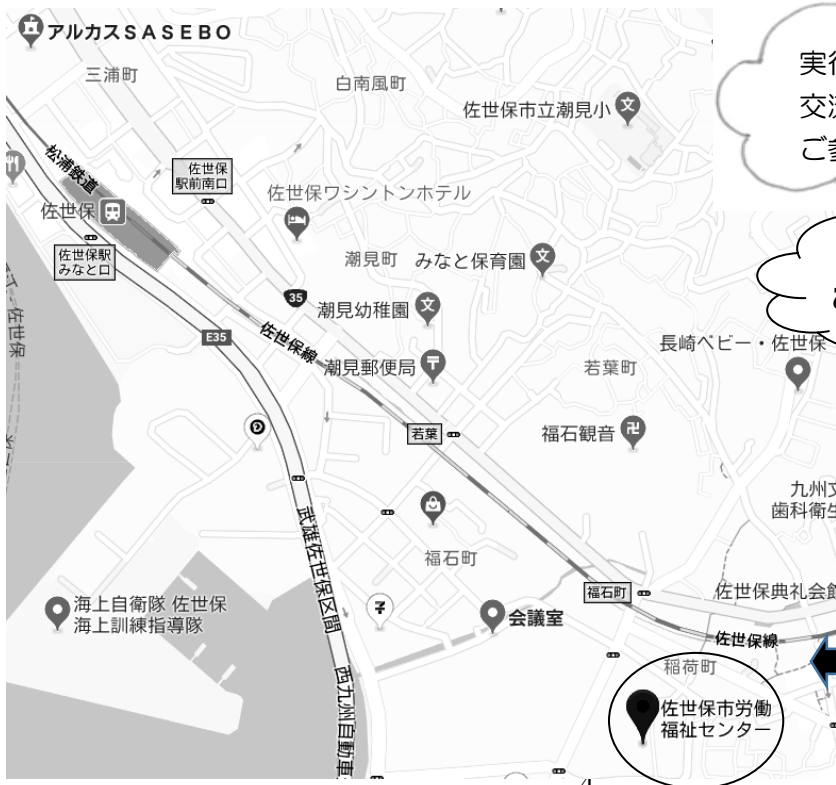 アルカスＳＡＳＥＢＯ
三浦町
白南風町
佐世保市立潮見小
文
実行
交流
ご参
松浦鉄道
佐世保
駅前南口
佐世保ワシントンホテル
佐世保
佐世保駅
みなと口
潮見町
みなと保育園
文
35
潮見幼稚園
文
佐世保
E35
佐世保線
潮見郵便局
〒
若葉町
長崎ベビー・佐世保
若葉
福石観音
卍
九州文
歯科衛生
武雄佐世保区間
福石町
福石町
佐世保典礼会館
海上自衛隊 佐世保
海上訓練指導隊
会議室
佐世保線
稲荷町
佐世保市労働
福祉センター
西九州自動車